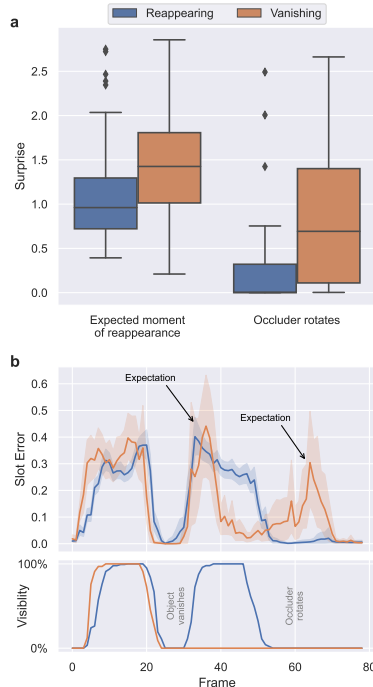 Reappearing Vanishing
a
2.5
2.0
1.5
1.0
0.5
0.0
Surprise
Expected moment
of reappearance
Occluder rotates
b
Expectation
Expectation
0.6
0.5
0.4
0.3
0.2
0.1
0.0
Slot Error
100%
0%
Visiblity
Object
vanishes
Occluder
rotates
0 20 40 60 80
Frame